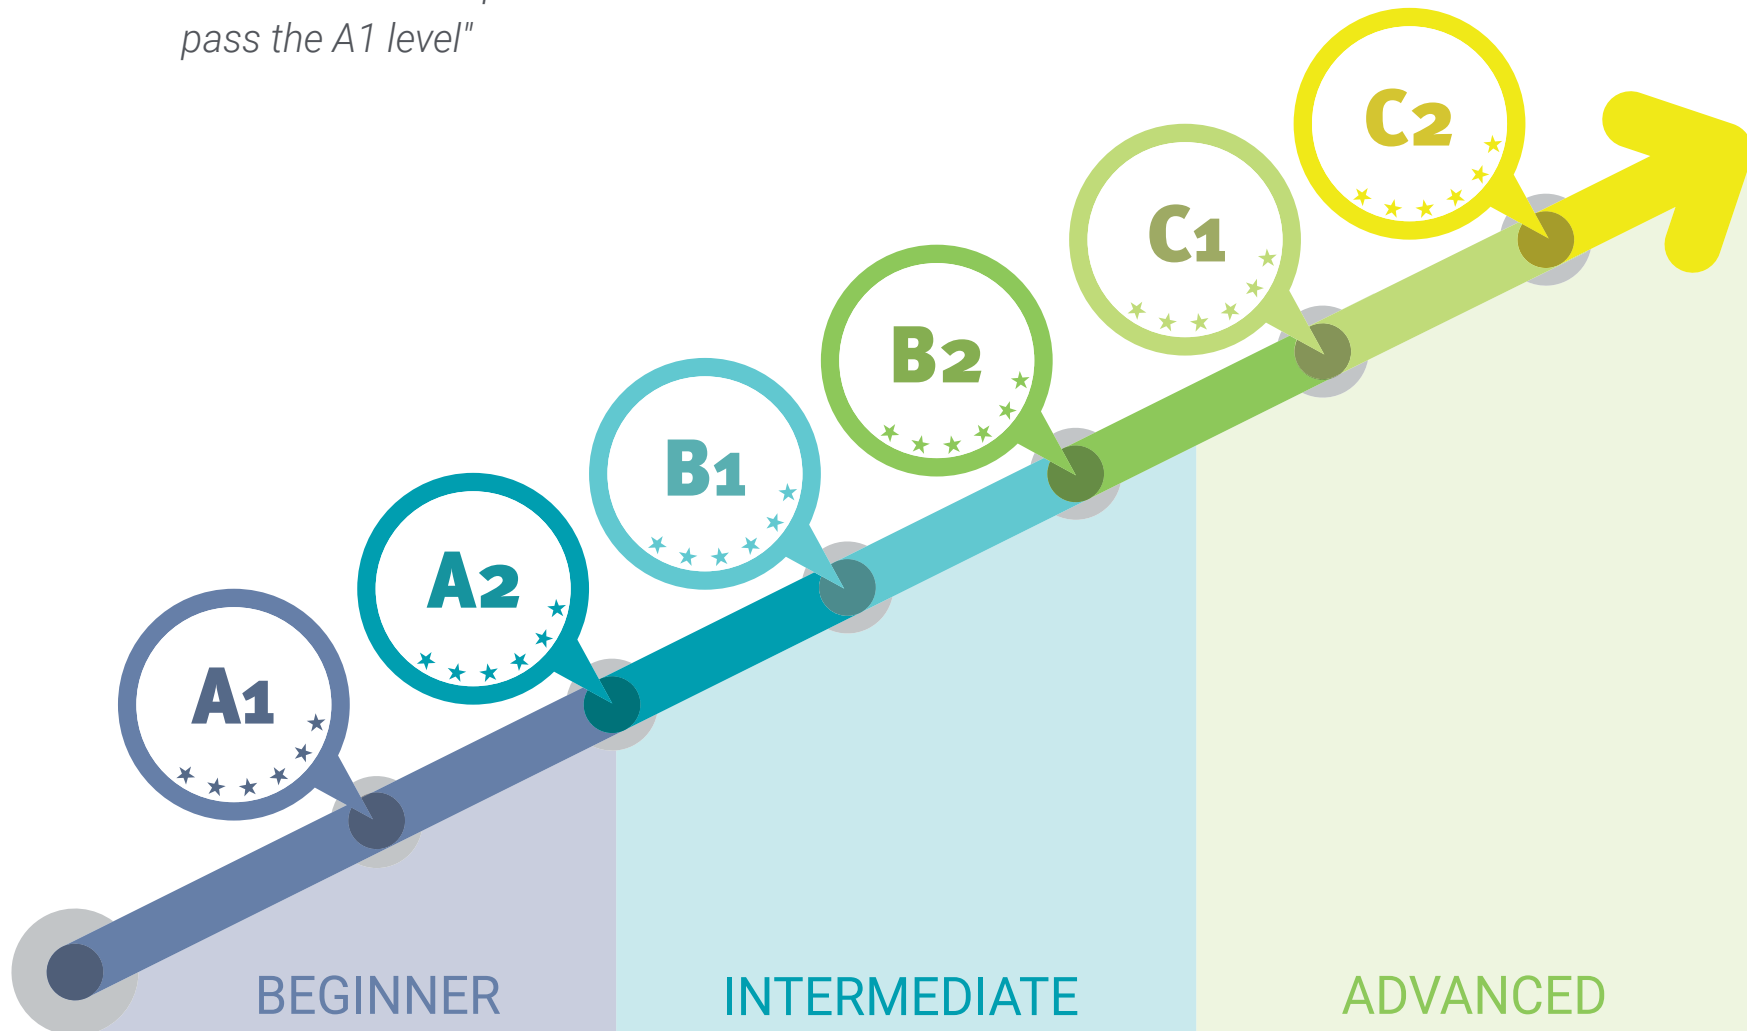 pass the A1 level"
C2
C1
B2
B1
A2
A1
BEGINNER INTERMEDIATE ADVANCED